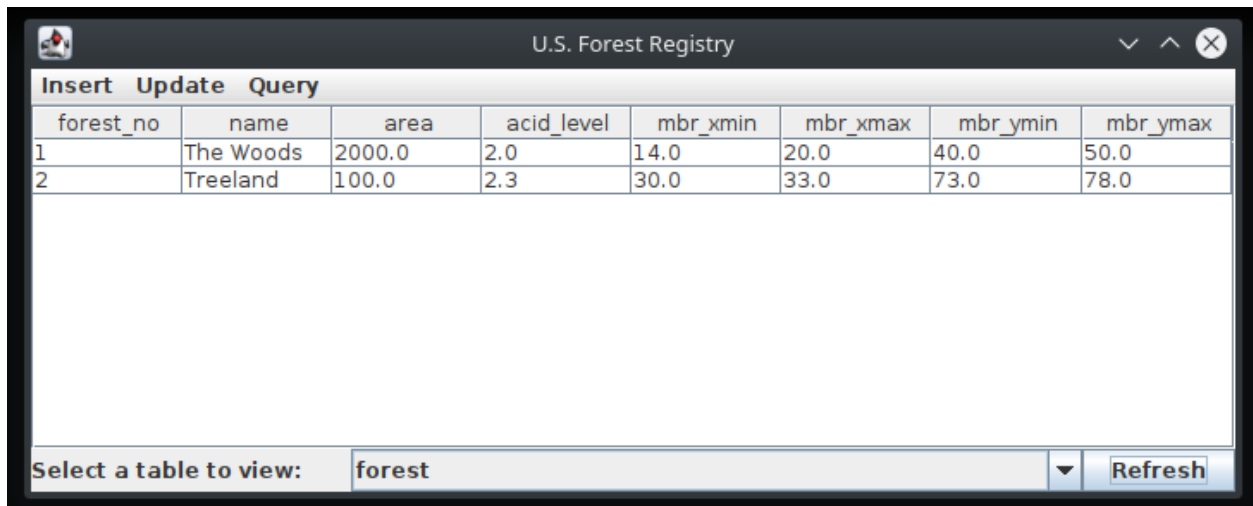 U.S. Forest Registry
Insert Update Query
forest_no name area acid_level mbr_xmin mbr_xmax mbr_ymin mbr_ymax
1 The Woods 2000.0 2.0 14.0 20.0 40.0 50.0
2 Treeland 100.0 2.3 30.0 33.0 73.0 78.0
Select a table to view: forest Refresh